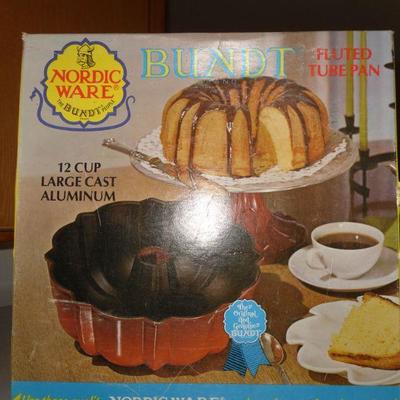 NORDIC
WARE®
THE BUNDT PEOPLE
BUNDT
BRAND
FLUTED
TUBE PAN
12 CUP
LARGE CAST
ALUMINUM
The
Original
and
Genuine
BUNDT
NORDIC WARE